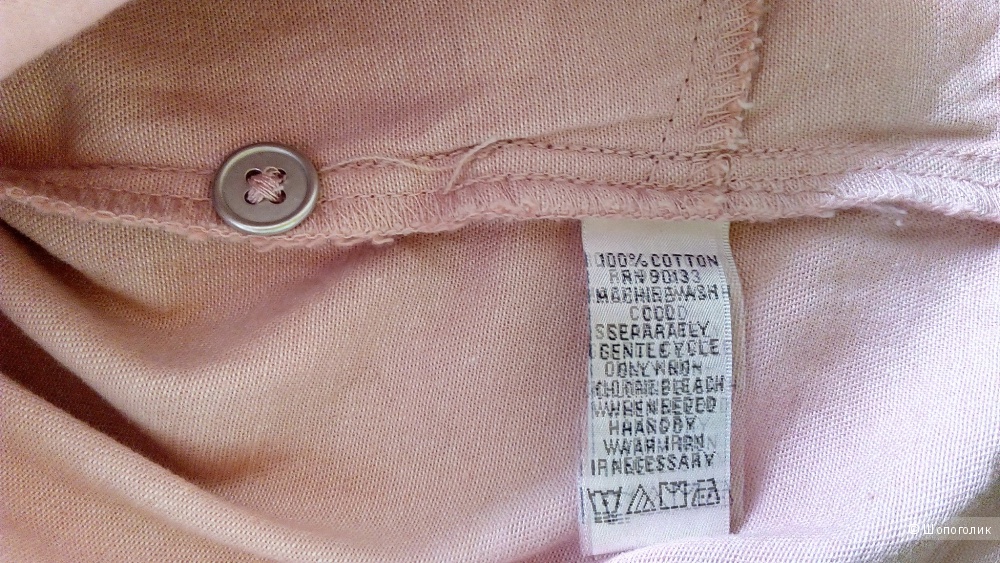 100% COTTON
RN 90133
MACHINE WASH
COLD
SEPARATELY
GENTLE CYCLE
ONLY NON
CHLORINE BLEACH
WHEN NEEDED
HANG DRY
WARM IRON
IF NECESSARY
Шопоголик